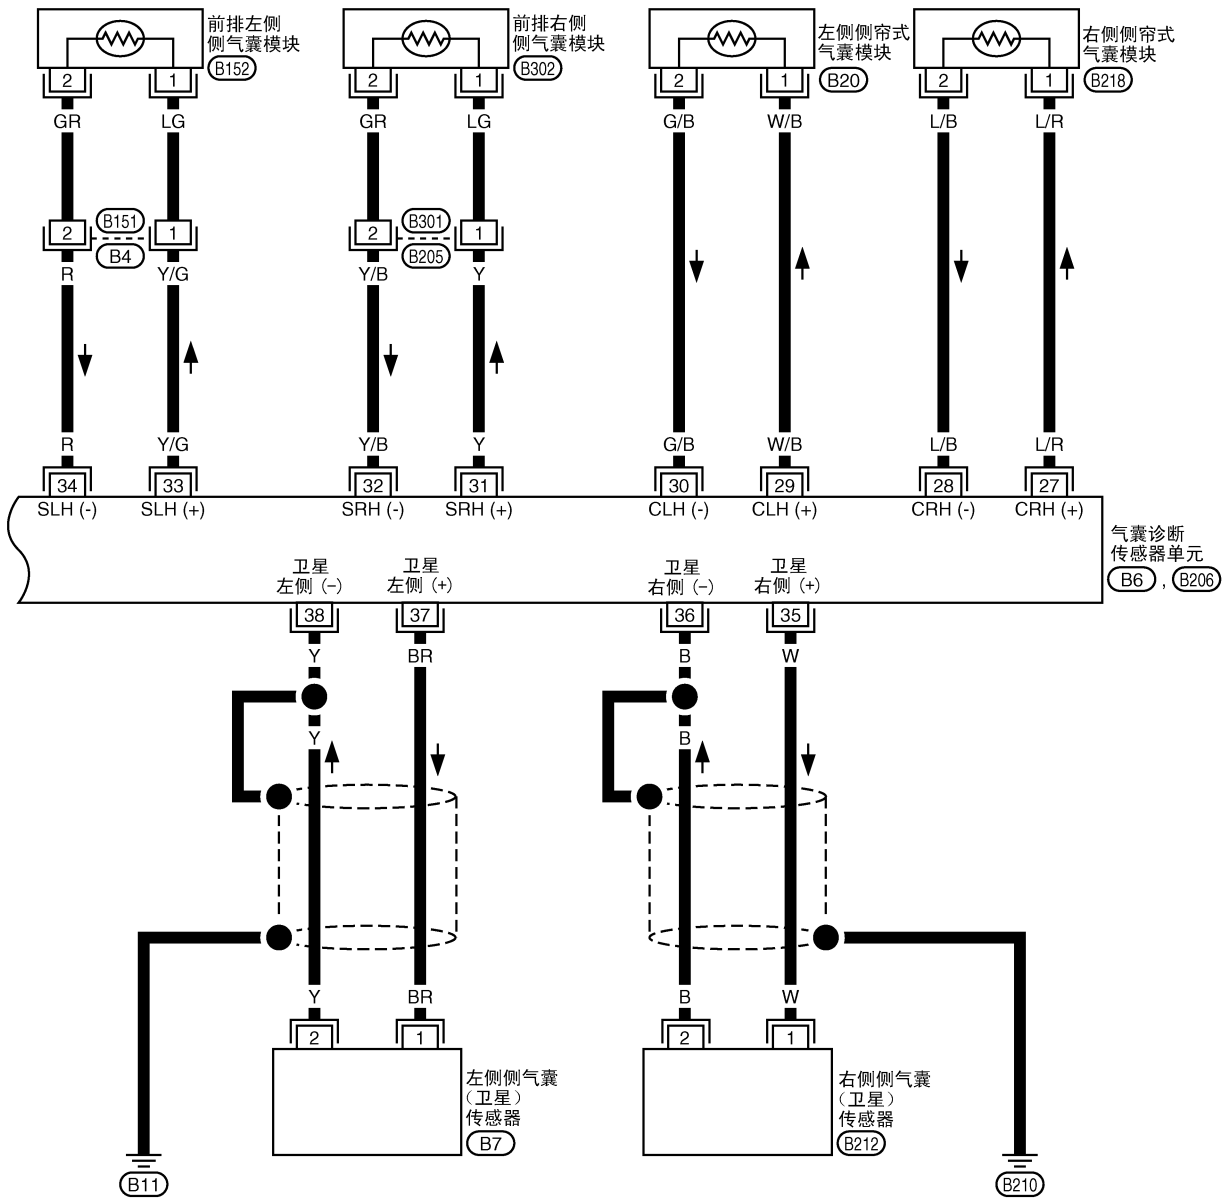 前排左侧
侧气囊模块
B152
前排右侧
侧气囊模块
B302
左侧侧帘式
气囊模块
B20
右侧侧帘式
气囊模块
B218
2 1 2 1 2 1 2 1
GR LG GR LG G/B W/B L/B L/R
B151 B301
2 1 2 1
B4 B205
R Y/G Y/B Y
R Y/G Y/B Y G/B W/B L/B L/R
34 33 32 31 30 29 28 27
SLH (-) SLH (+) SRH (-) SRH (+) CLH (-) CLH (+) CRH (-) CRH (+)
气囊诊断
传感器单元
B6 , B206
卫星
左侧 (-)
卫星
左侧 (+)
卫星
右侧 (-)
卫星
右侧 (+)
38 37 36 35
Y BR B W
Y B
Y BR B W
2 1 2 1
左侧侧气囊
（卫星）
传感器
B7
右侧侧气囊
（卫星）
传感器
B212
B11 B210